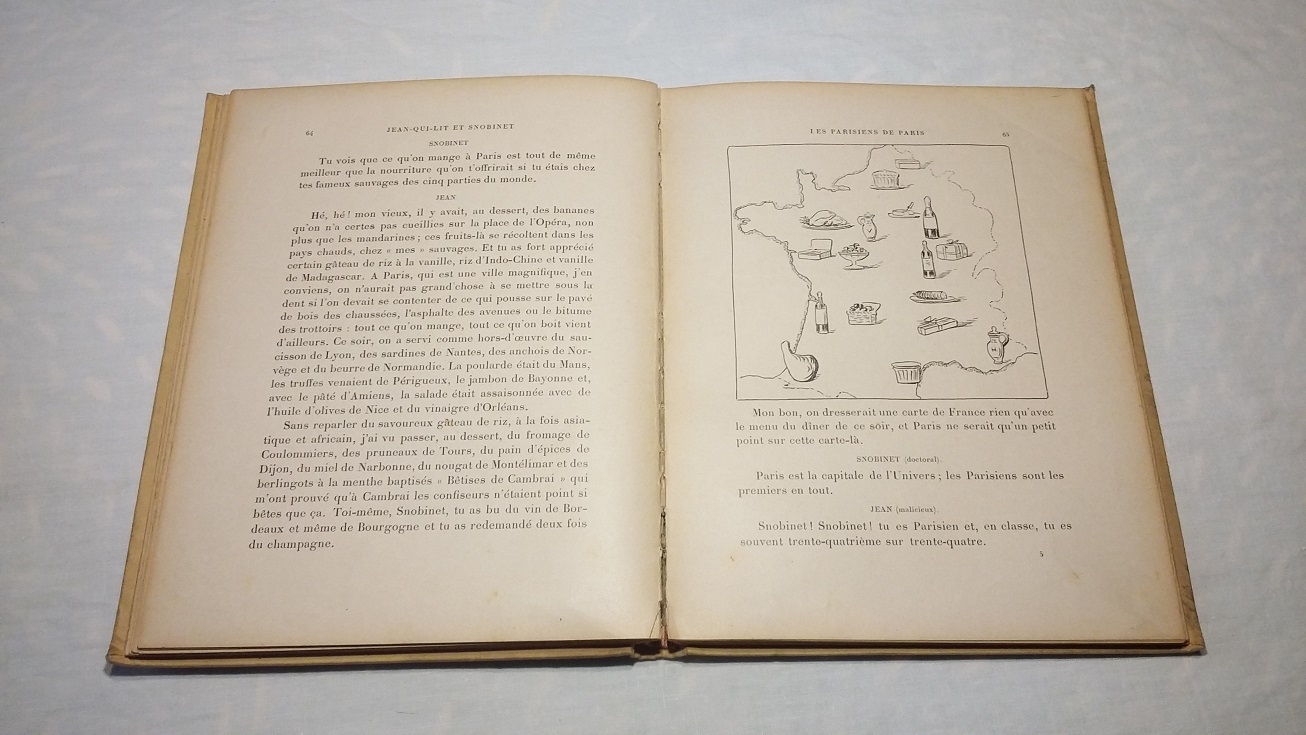 64
JEAN-QUI-LIT ET SNOBINET
SNOBINET
Tu vois que ce qu'on mange à Paris est tout de même
meilleur que la nourriture qu'on t'offrirait si tu étais chez
tes fameux sauvages des cinq parties du monde.
JEAN
Hé, hé! mon vieux, il y avait, au dessert, des bananes
qu'on n'a certes pas cueillies sur la place de l'Opéra, non
plus que les mandarines; ces fruits-là se récoltent dans les
pays chauds, chez « mes » sauvages. Et tu as fort apprécié
certain gâteau de riz à la vanille, riz d'Indo-Chine et vanille
de Madagascar. A Paris, qui est une ville magnifique, j'en
conviens, on n'aurait pas grand'chose à se mettre sous la
dent si l'on devait se contenter de ce qui pousse sur le pavé
de bois des chaussées, l'asphalte des avenues ou le bitume
des trottoirs : tout ce qu'on mange, tout ce qu'on boit vient
d'ailleurs. Ce soir, on a servi comme hors-d'œuvre du sau-
cisson de Lyon, des sardines de Nantes, des anchois de Nor-
vège et du beurre de Normandie. La poularde était du Mans,
les truffes venaient de Périgueux, le jambon de Bayonne et,
avec le pâté d'Amiens, la salade était assaisonnée avec de
l'huile d'olives de Nice et du vinaigre d'Orléans.
Sans reparler du savoureux gâteau de riz, à la fois asia-
tique et africain, j'ai vu passer, au dessert, du fromage de
Coulommiers, des pruneaux de Tours, du pain d'épices de
Dijon, du miel de Narbonne, du nougat de Montélimar et des
berlingots à la menthe baptisés « Bêtises de Cambrai » qui
m'ont prouvé qu'à Cambrai les confiseurs n'étaient point si
bêtes que ça. Toi-même, Snobinet, tu as bu du vin de Bor-
deaux et même de Bourgogne et tu as redemandé deux fois
du champagne.
LES PARISIENS DE PARIS
65
Mon bon, on dresserait une carte de France rien qu'avec
le menu du dîner de ce soir, et Paris ne serait qu'un petit
point sur cette carte-là.
SNOBINET (doctoral).
Paris est la capitale de l'Univers; les Parisiens sont les
premiers en tout.
JEAN (malicieux).
Snobinet! Snobinet! tu es Parisien et, en classe, tu es
souvent trente-quatrième sur trente-quatre.
5